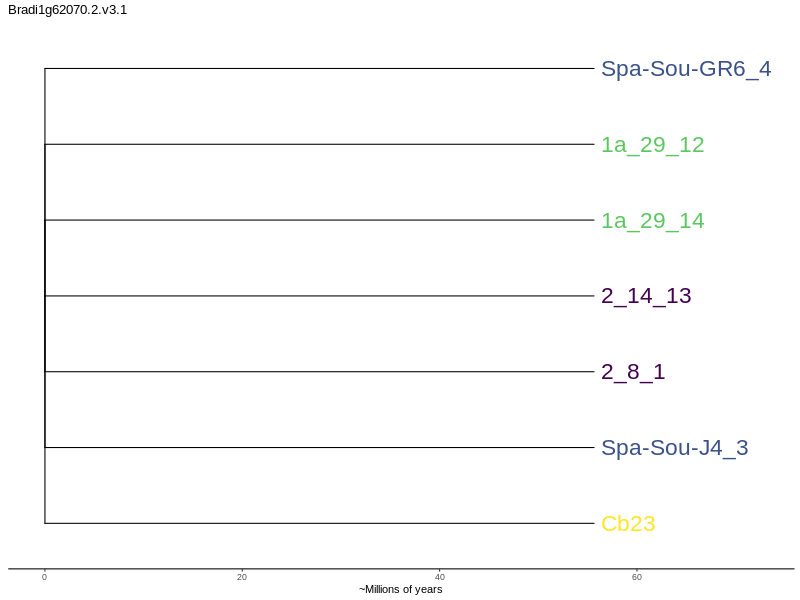 Bradi1g62070.2.v3.1
Spa-Sou-GR6_4
1a_29_12
1a_29_14
2_14_13
2_8_1
Spa-Sou-J4_3
Cb23
0 20 40 60
~Millions of years